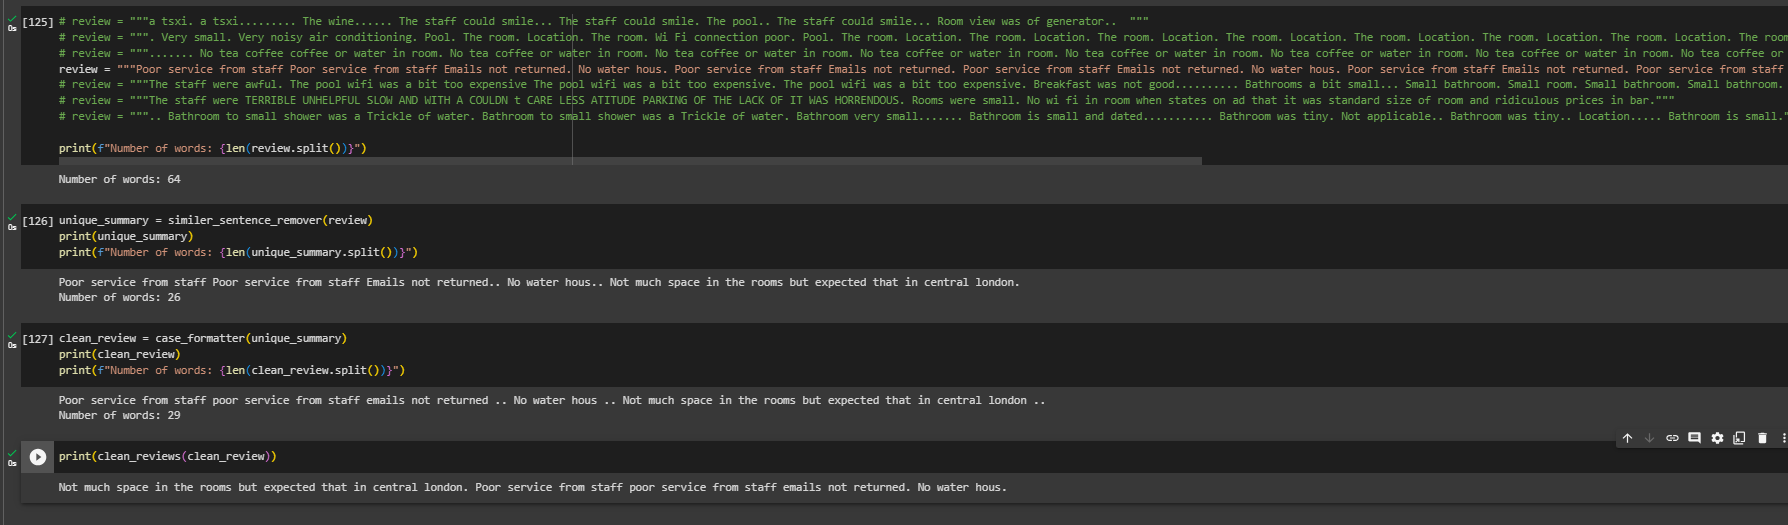 [125] # review = """a tsxi. a tsxi......... The wine...... The staff could smile... The staff could smile. The pool.. The staff could smile... Room view was of generator..  """
# review = """. Very small. Very noisy air conditioning. Pool. The room. Location. The room. Wi Fi connection poor. Pool. The room. Location. The room. Location. The room. Location. The room. Location. The room. Location. The room. Location. The room. Location. The room
# review = """....... No tea coffee coffee or water in room. No tea coffee or water in room. No tea coffee or water in room. No tea coffee or water in room. No tea coffee or water in room. No tea coffee or water in room. No tea coffee or water in room. No tea coffee or
review = """Poor service from staff Poor service from staff Emails not returned. No water hous. Poor service from staff Emails not returned. Poor service from staff Emails not returned. No water hous. Poor service from staff Emails not returned. Poor service from staff
# review = """The staff were awful. The pool wifi was a bit too expensive The pool wifi was a bit too expensive. The pool wifi was a bit too expensive. Breakfast was not good.......... Bathrooms a bit small... Small bathroom. Small room. Small bathroom. Small bathroom.
# review = """The staff were TERRIBLE UNHELPFUL SLOW AND WITH A COULDN t CARE LESS ATITUDE PARKING OF THE LACK OF IT WAS HORRENDOUS. Rooms were small. No wi fi in room when states on ad that it was standard size of room and ridiculous prices in bar."""
# review = """.. Bathroom to small shower was a Trickle of water. Bathroom to small shower was a Trickle of water. Bathroom very small....... Bathroom is small and dated........... Bathroom was tiny. Not applicable.. Bathroom was tiny.. Location..... Bathroom is small."
print(f"Number of words: {len(review.split())}")
0s
Number of words: 64
[126] unique_summary = similer_sentence_remover(review)
print(unique_summary)
print(f"Number of words: {len(unique_summary.split())}")
0s
Poor service from staff Poor service from staff Emails not returned.. No water hous.. Not much space in the rooms but expected that in central london.
Number of words: 26
[127] clean_review = case_formatter(unique_summary)
print(clean_review)
print(f"Number of words: {len(clean_review.split())}")
0s
Poor service from staff poor service from staff emails not returned .. No water hous .. Not much space in the rooms but expected that in central london ..
Number of words: 29
print(clean_reviews(clean_review))
0s
Not much space in the rooms but expected that in central london. Poor service from staff poor service from staff emails not returned. No water hous.